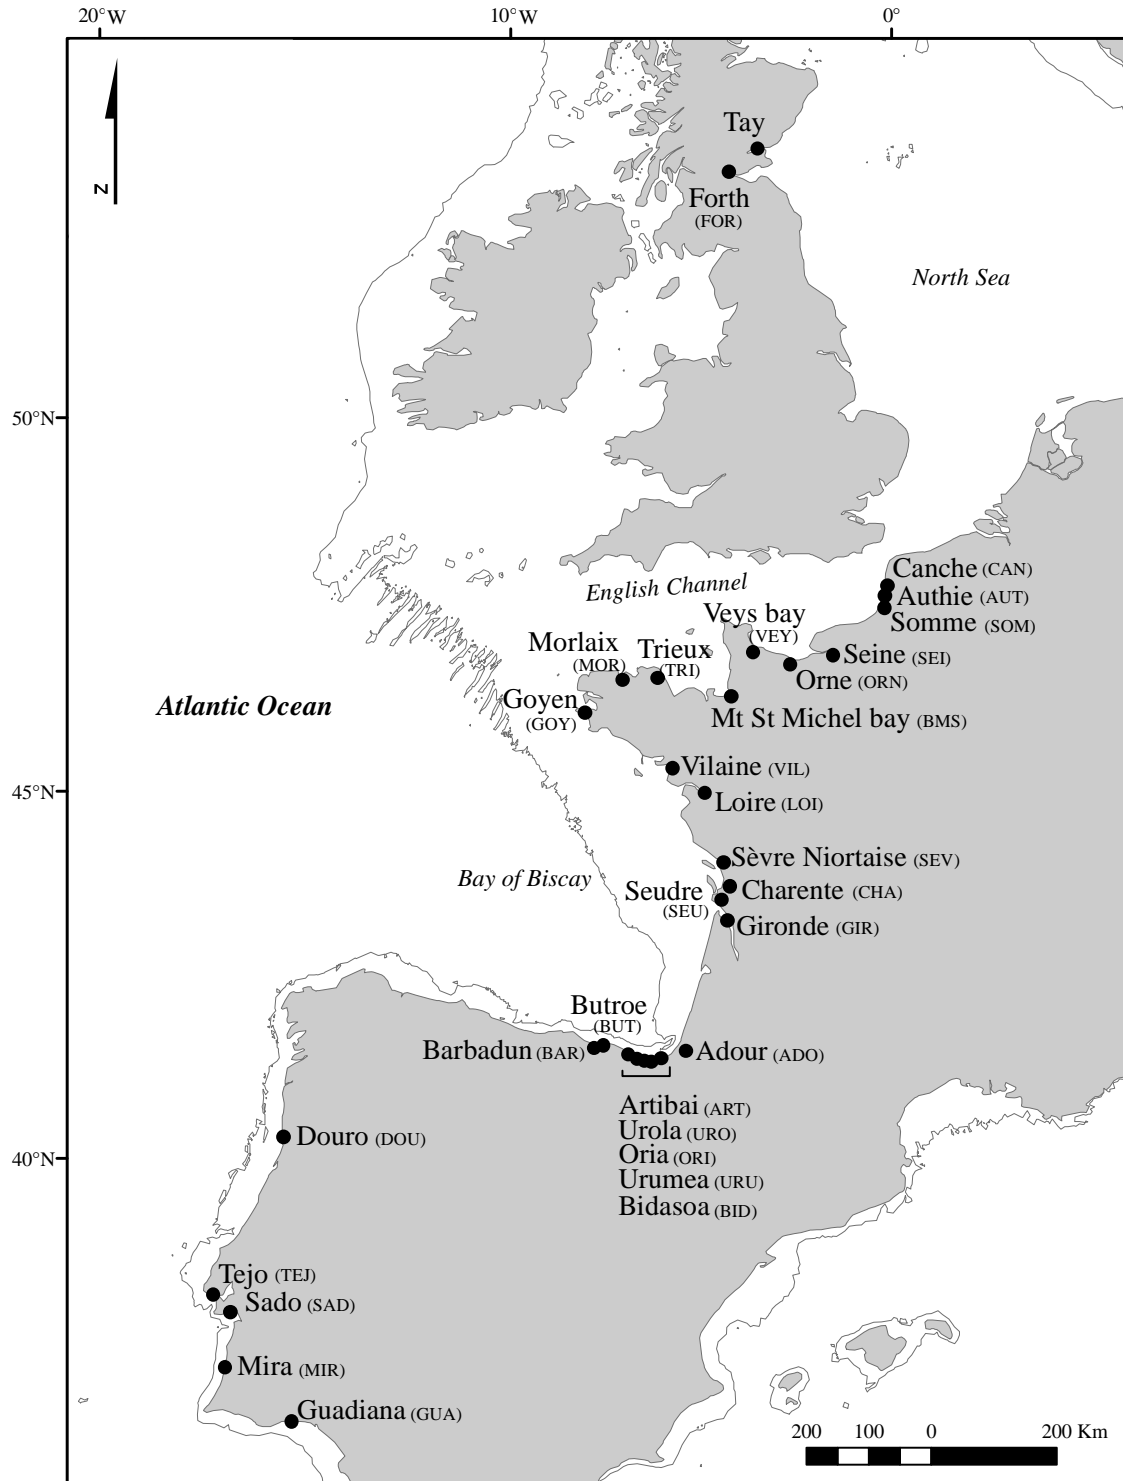 20°W 10°W 0°
N
Tay
Forth
(FOR)
North Sea
50°N
English Channel
Canche (CAN)
Authie (AUT)
Somme (SOM)
Veys bay
(VEY)
Morlaix
(MOR)
Trieux
(TRI)
Seine (SEI)
Orne (ORN)
Atlantic Ocean
Goyen
(GOY)
Mt St Michel bay (BMS)
Vilaine (VIL)
45°N
Loire (LOI)
Sèvre Niortaise (SEV)
Bay of Biscay
Seudre
(SEU)
Charente (CHA)
Gironde (GIR)
Butroe
(BUT)
Barbadun (BAR)
Adour (ADO)
Artibai (ART)
Urola (URO)
Oria (ORI)
Urumea (URU)
Bidasoa (BID)
Douro (DOU)
40°N
Tejo (TEJ)
Sado (SAD)
Mira (MIR)
Guadiana (GUA)
200 100 0 200 Km